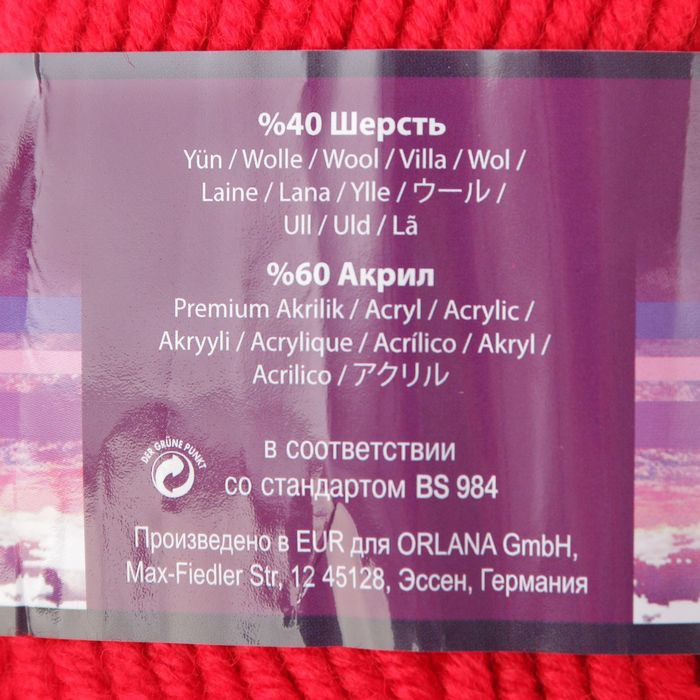 %40 Шерсть
Yün / Wolle / Wool / Villa / Wol /
Laine / Lana / Ylle / ウール /
Ull / Uld / Lã
%60 Акрил
Premium Akrilik / Acryl / Acrylic /
Akryyli / Acrylique / Acrílico / Akryl /
Acrilico / アクリル
DER GRÜNE PUNKT
в соответствии
со стандартом BS 984
Произведено в EUR для ORLANA GmbH,
Max-Fiedler Str, 12 45128, Эссен, Германия